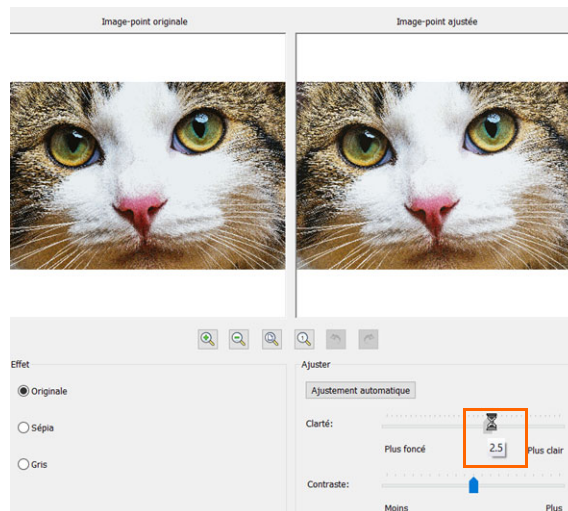 Image-point originale
Image-point ajustée
1
Effet
Originale
Sépia
Gris
Ajuster
Ajustement automatique
Clarté:
Plus foncé
2.5
Plus clair
Contraste:
Moins
Plus